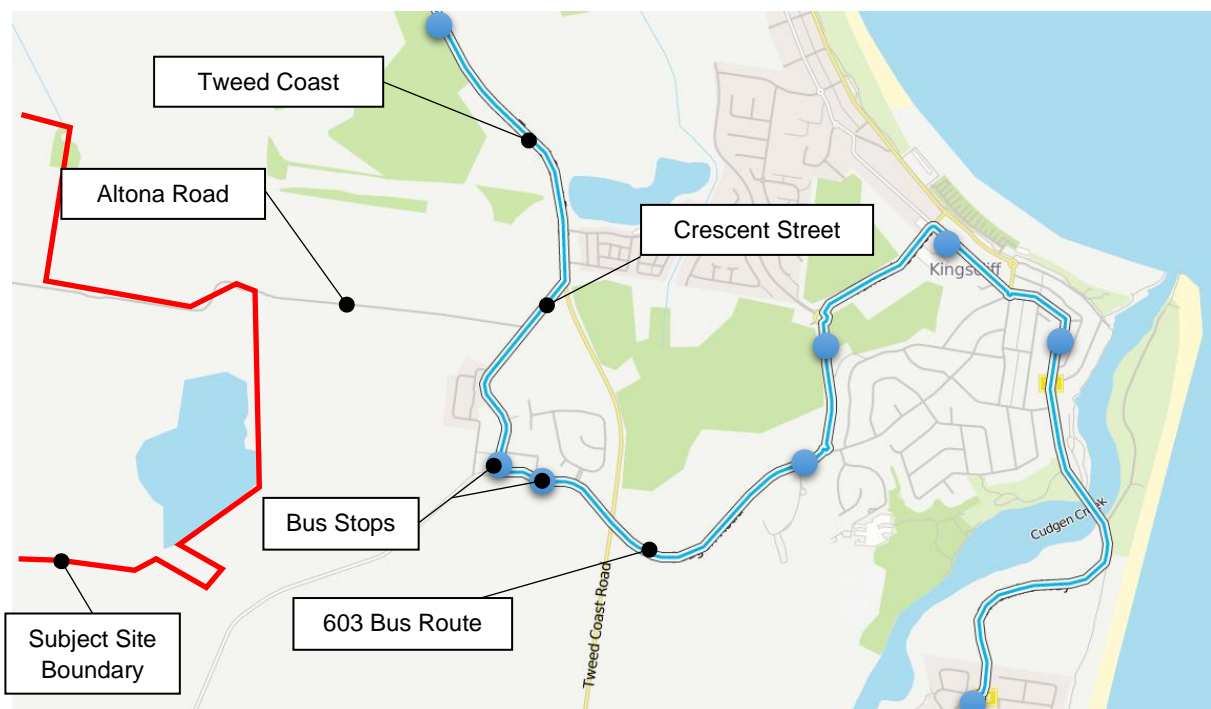 Tweed Coast
Altona Road
Crescent Street
Kingscliff
Bus Stops
Cudgen Creek
603 Bus Route
Subject Site
Boundary
Tweed Coast Road